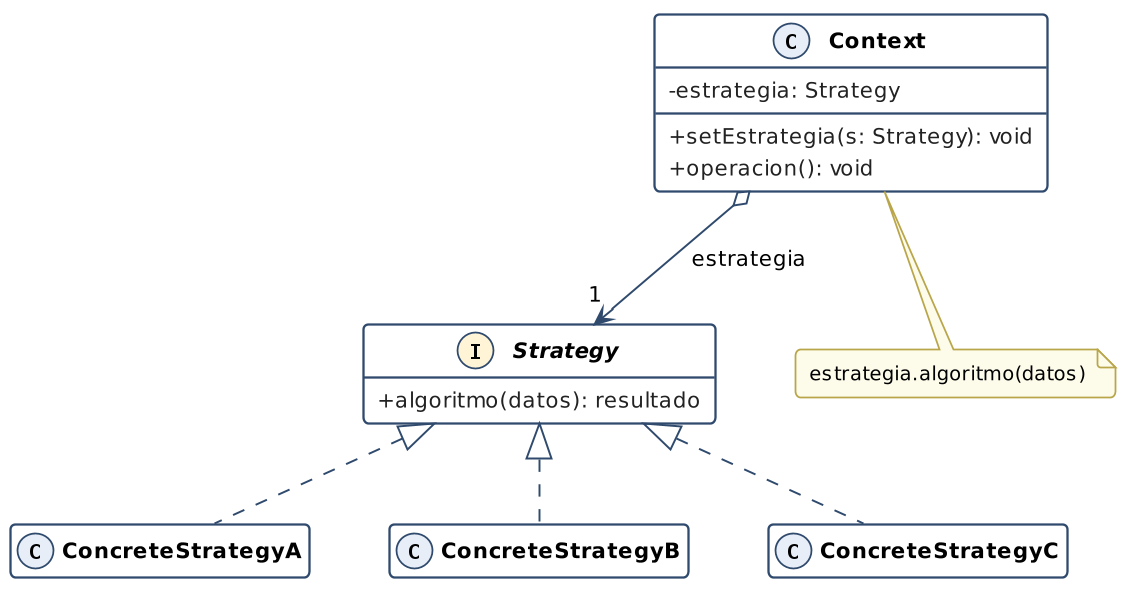 C Context
-estrategia: Strategy
+setEstrategia(s: Strategy): void
+operacion(): void
estrategia
1
I Strategy
+algoritmo(datos): resultado
estrategia.algoritmo(datos)
C ConcreteStrategyA
C ConcreteStrategyB
C ConcreteStrategyC